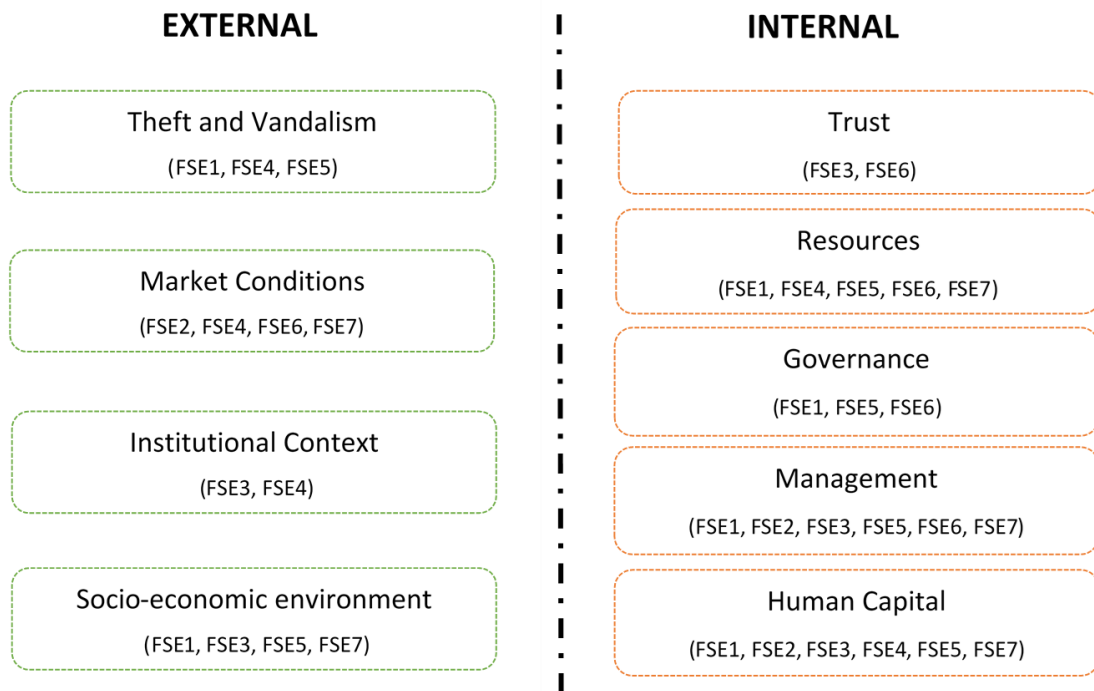 EXTERNAL
Theft and Vandalism
(FSE1, FSE4, FSE5)
Market Conditions
(FSE2, FSE4, FSE6, FSE7)
Institutional Context
(FSE3, FSE4)
Socio-economic environment
(FSE1, FSE3, FSE5, FSE7)
INTERNAL
Trust
(FSE3, FSE6)
Resources
(FSE1, FSE4, FSE5, FSE6, FSE7)
Governance
(FSE1, FSE5, FSE6)
Management
(FSE1, FSE2, FSE3, FSE5, FSE6, FSE7)
Human Capital
(FSE1, FSE2, FSE3, FSE4, FSE5, FSE7)